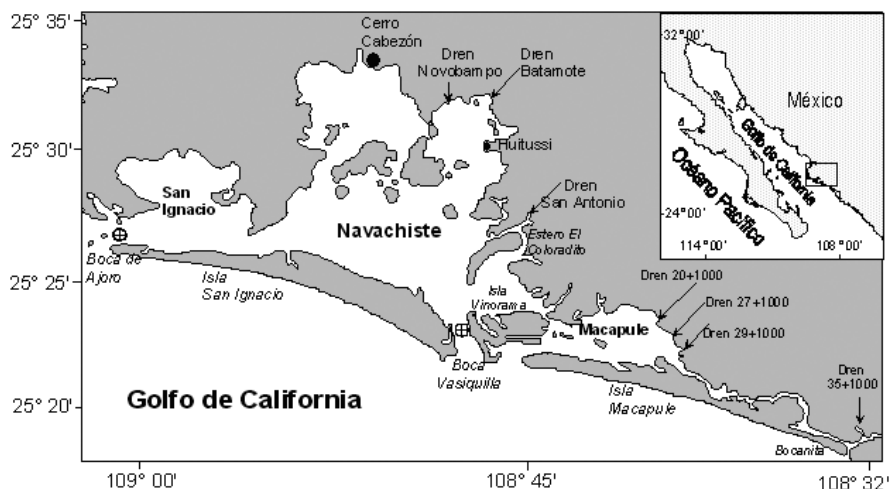 25° 35'
25° 30'
25° 25'
25° 20'
109° 00'
108° 45'
108° 32'
Cerro
Cabezón
Dren
Novobampo
Dren
Batamote
Huitussi
San
Ignacio
Navachiste
Dren
San Antonio
Estero El
Coloradito
Boca de
Ajoro
Isla
San Ignacio
Isla
Vinorama
Boca
Vasiquilla
Macapule
Dren 20+1000
Dren 27+1000
Dren 29+1000
Dren
35+1000
Isla
Macapule
Bocanita
Golfo de California
32°00'
México
Golfo de California
Océano Pacífico
24°00'
114°00'
108°00'